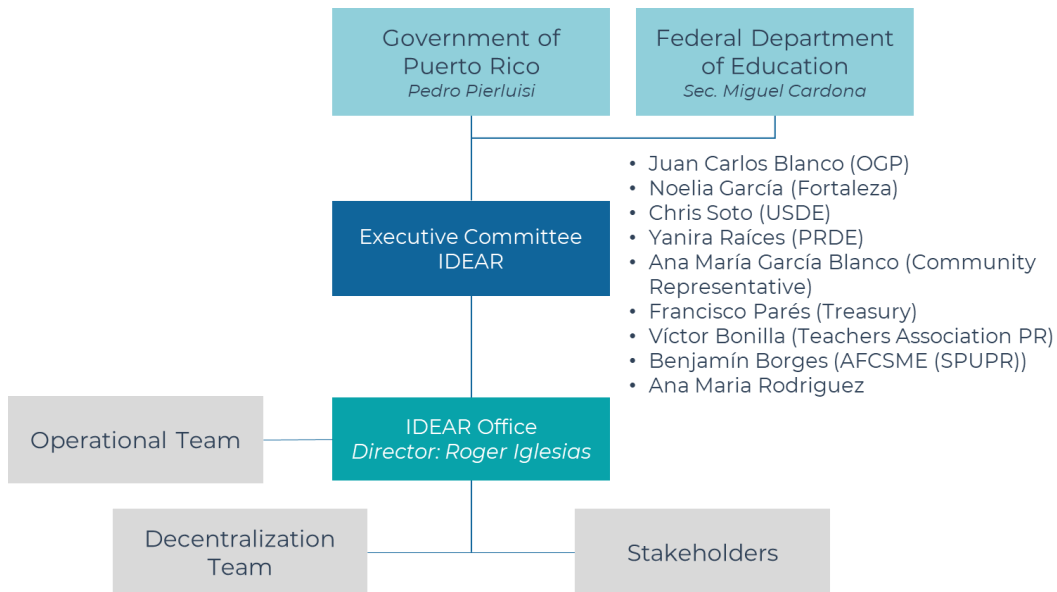 Government of
Puerto Rico
Pedro Pierluisi
Federal Department
of Education
Sec. Miguel Cardona
Executive Committee
IDEAR
• Juan Carlos Blanco (OGP)
• Noelia García (Fortaleza)
• Chris Soto (USDE)
• Yanira Raíces (PRDE)
• Ana María García Blanco (Community
Representative)
• Francisco Parés (Treasury)
• Víctor Bonilla (Teachers Association PR)
• Benjamín Borges (AFCSME (SPUPR))
• Ana Maria Rodriguez
Operational Team
IDEAR Office
Director: Roger Iglesias
Decentralization
Team
Stakeholders